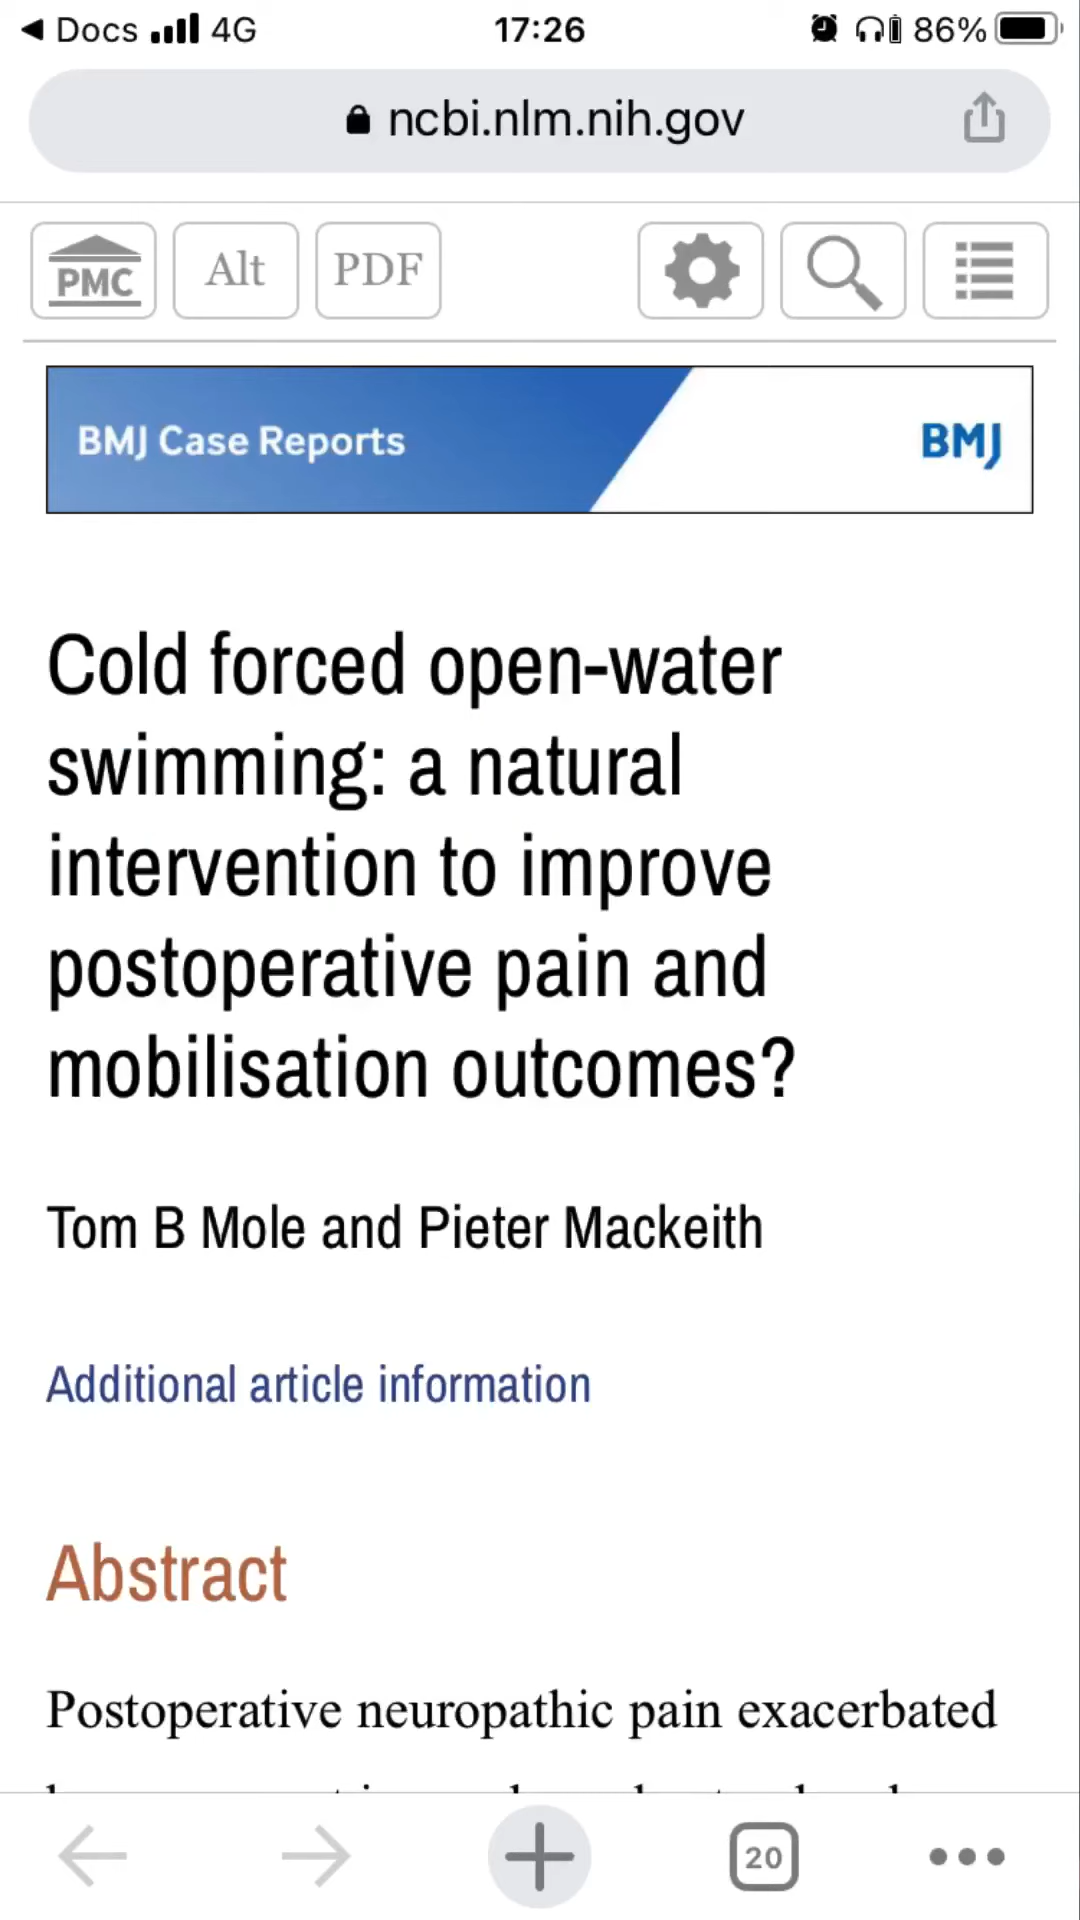 Docs 4G 17:26 86%
ncbi.nlm.nih.gov
PMC Alt PDF
BMJ Case Reports BMJ
Cold forced open-water
swimming: a natural
intervention to improve
postoperative pain and
mobilisation outcomes?
Tom B Mole and Pieter Mackeith
Additional article information
Abstract
Postoperative neuropathic pain exacerbated
20